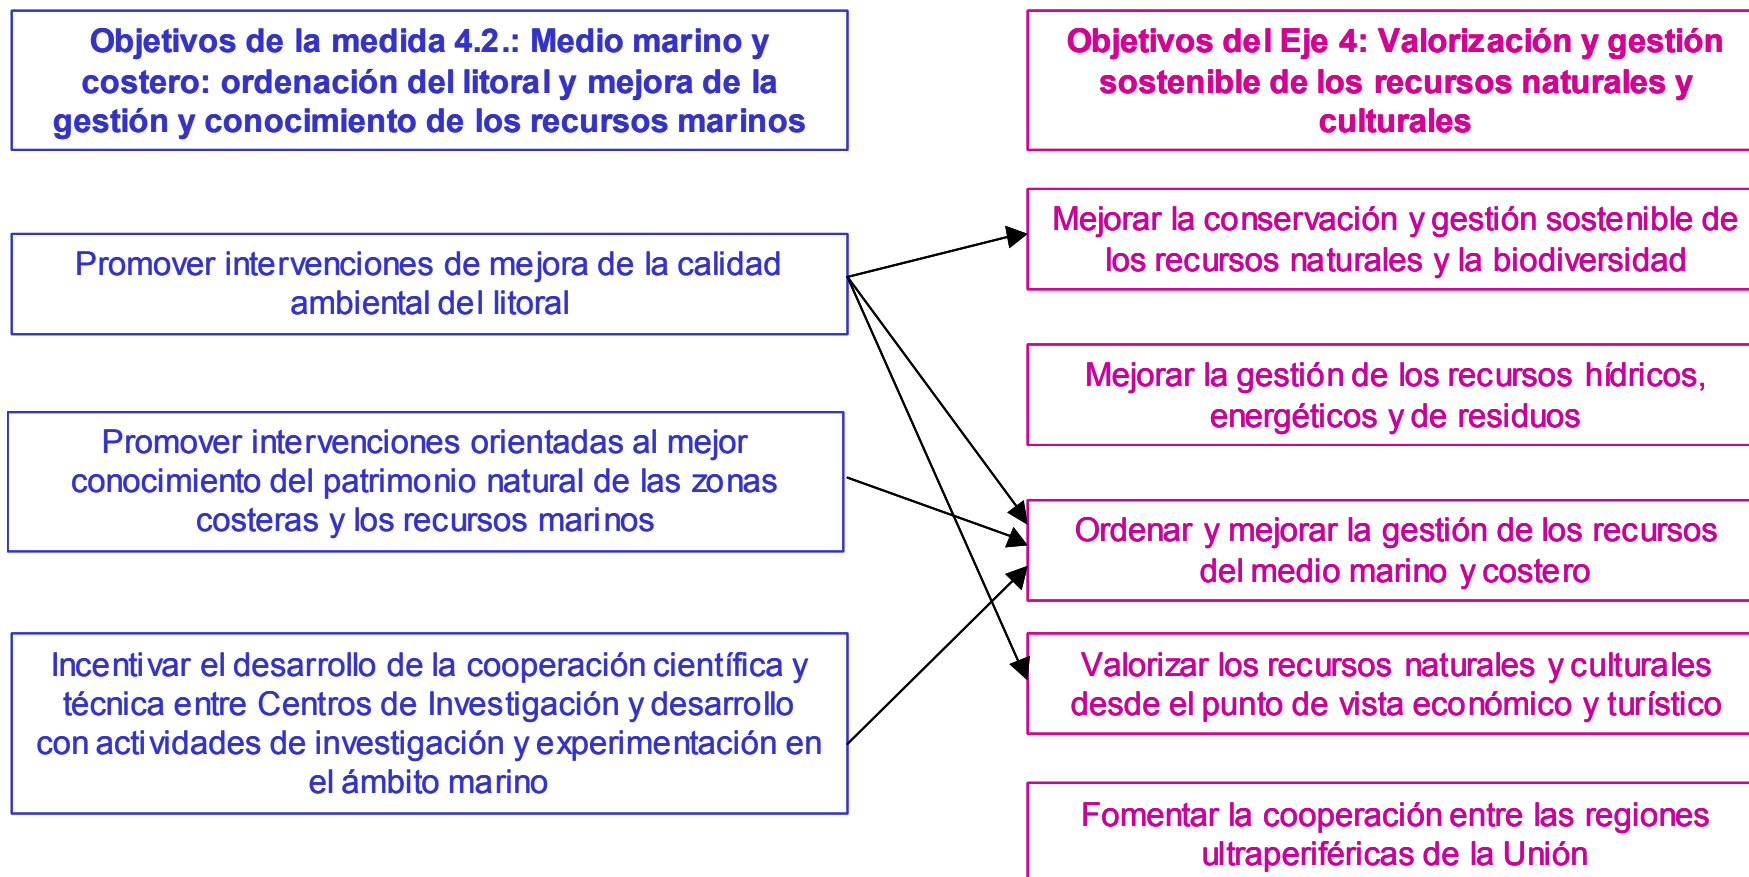 Objetivos de la medida 4.2.: Medio marino y
costero: ordenación del litoral y mejora de la
gestión y conocimiento de los recursos marinos
Promover intervenciones de mejora de la calidad
ambiental del litoral
Promover intervenciones orientadas al mejor
conocimiento del patrimonio natural de las zonas
costeras y los recursos marinos
Incentivar el desarrollo de la cooperación científica y
técnica entre Centros de Investigación y desarrollo
con actividades de investigación y experimentación en
el ámbito marino
Objetivos del Eje 4: Valorización y gestión
sostenible de los recursos naturales y
culturales
Mejorar la conservación y gestión sostenible de
los recursos naturales y la biodiversidad
Mejorar la gestión de los recursos hídricos,
energéticos y de residuos
Ordenar y mejorar la gestión de los recursos
del medio marino y costero
Valorizar los recursos naturales y culturales
desde el punto de vista económico y turístico
Fomentar la cooperación entre las regiones
ultraperiféricas de la Unión